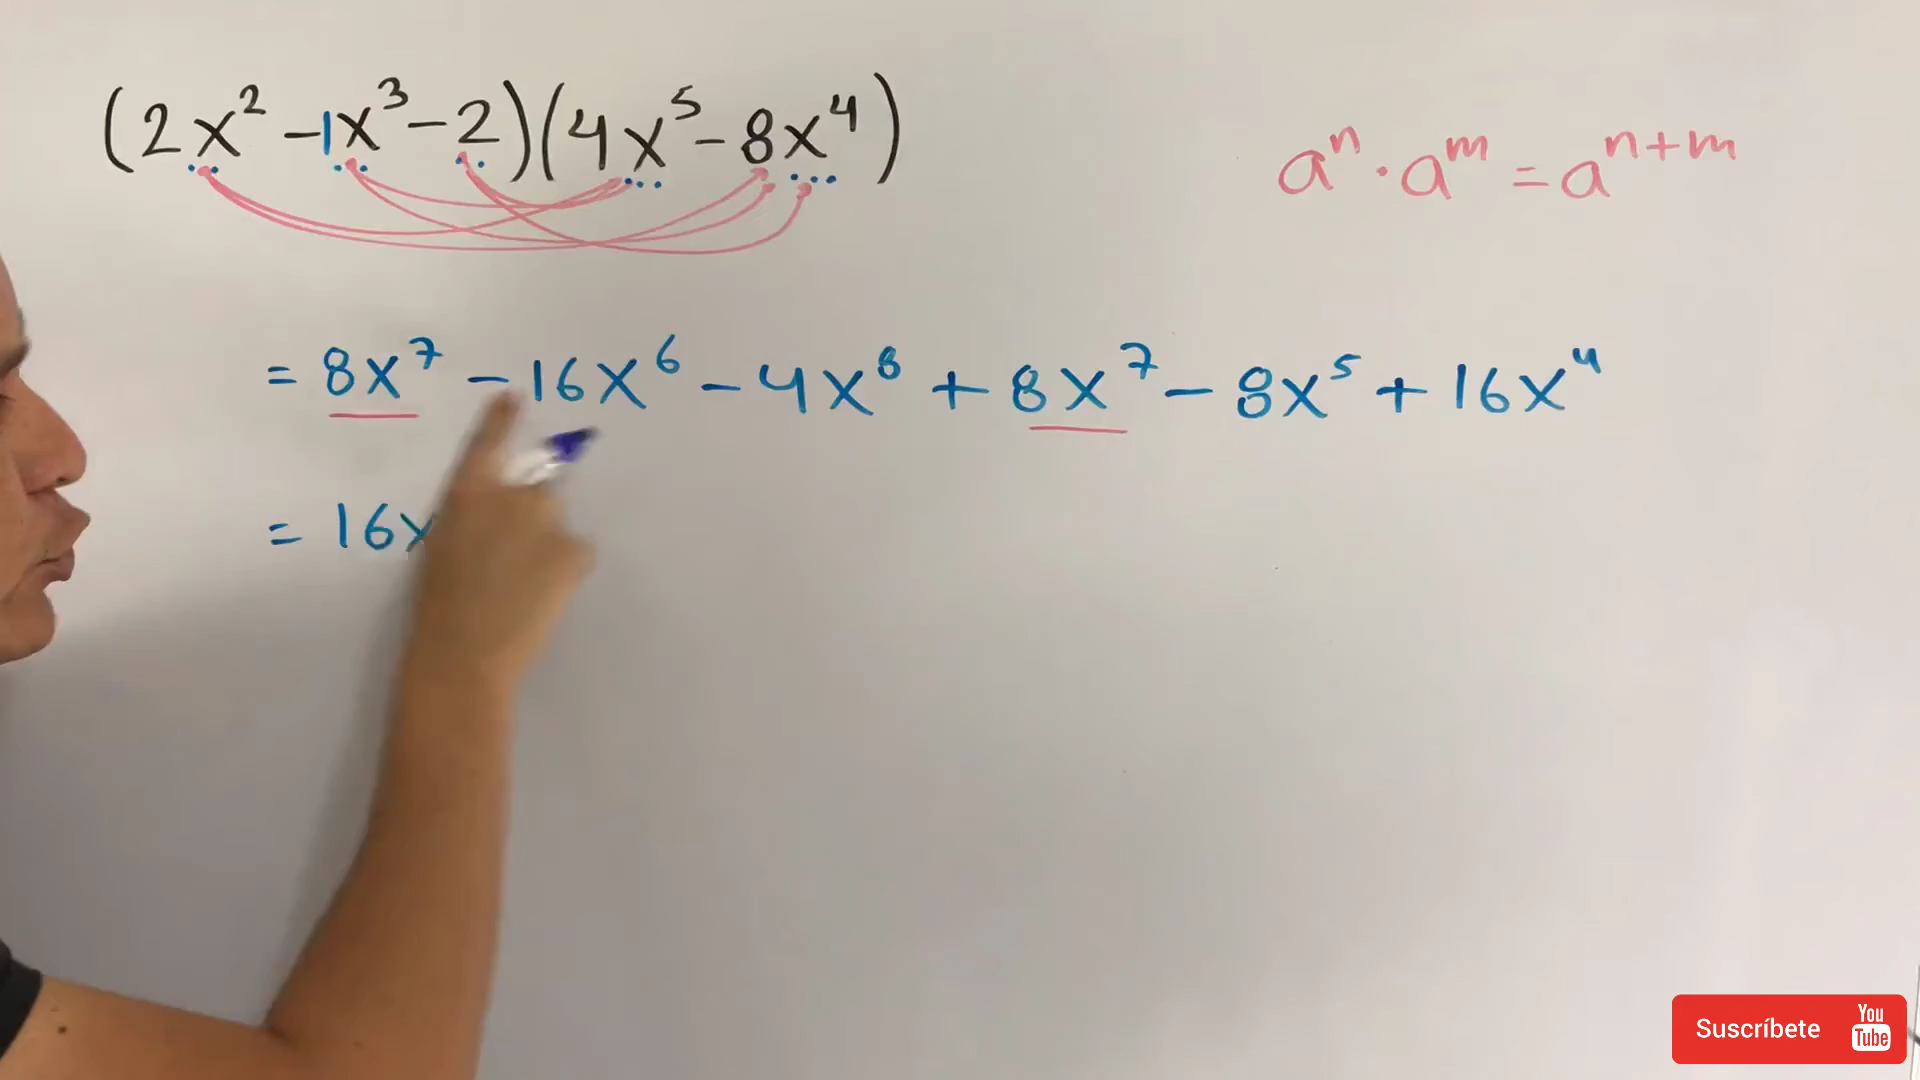 (2x² -1x³ - 2)(4x⁵ - 8x⁴)
aⁿ · aᵐ = aⁿ⁺ᵐ
= 8x⁷ - 16x⁶ - 4x⁸ + 8x⁷ - 8x⁵ + 16x⁴
= 16x
Suscríbete
You
Tube